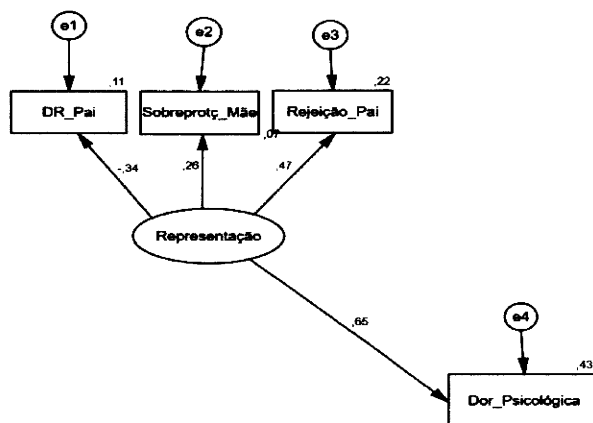 e1
e2
e3
,11
,22
DR_Pai
Sobreprotç_Mãe
Rejeição_Pai
,07
-,34
,26
,47
Representação
,65
e4
,43
Dor_Psicológica